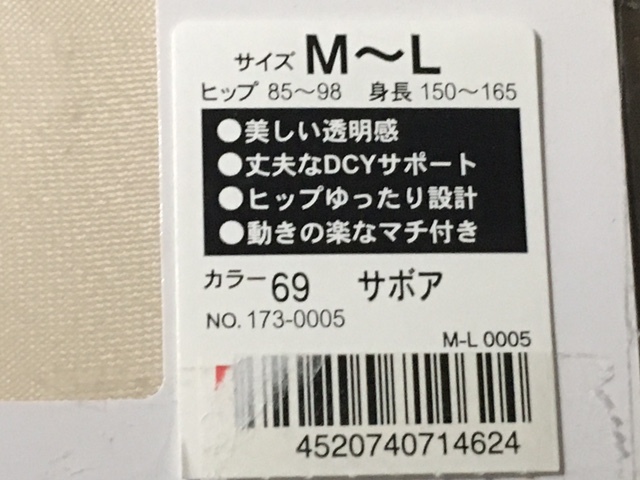 サイズ M〜L
ヒップ 85〜98 身長 150〜165
●美しい透明感
●丈夫なDCYサポート
●ヒップゆったり設計
●動きの楽なマチ付き
カラー 69 サボア
NO. 173-0005
M-L 0005
4520740714624